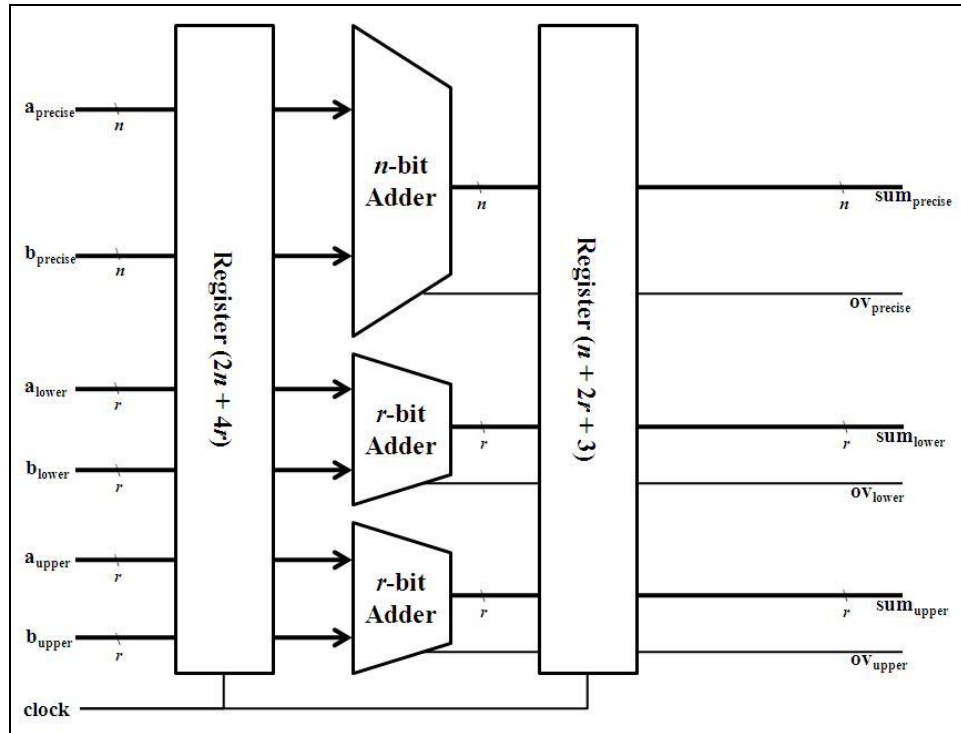 a_precise
n
b_precise
n
a_lower
r
b_lower
r
a_upper
r
b_upper
r
clock
Register (2n + 4r)
n-bit
Adder
n
r-bit
Adder
r
r-bit
Adder
r
Register (n + 2r + 3)
n
sum_precise
ov_precise
r
sum_lower
ov_lower
r
sum_upper
ov_upper